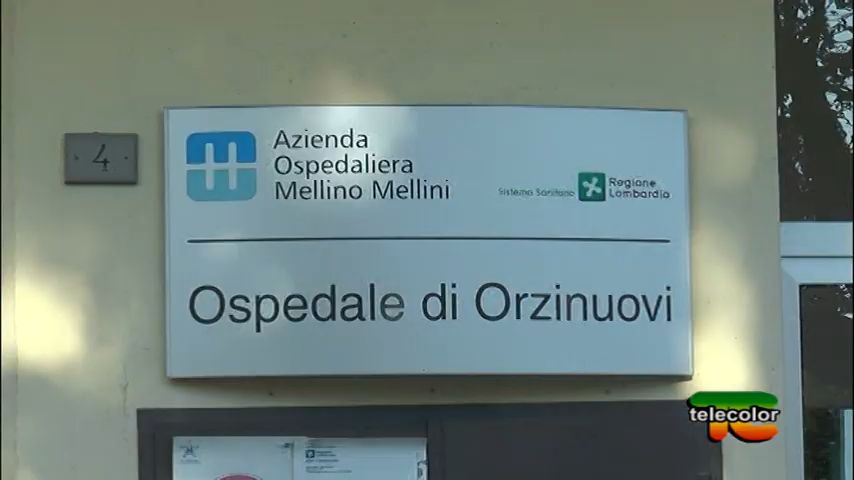 4
Azienda
Ospedaliera
Mellino Mellini
Sistema Sanitario
Regione
Lombardia
Ospedale di Orzinuovi
telecolor